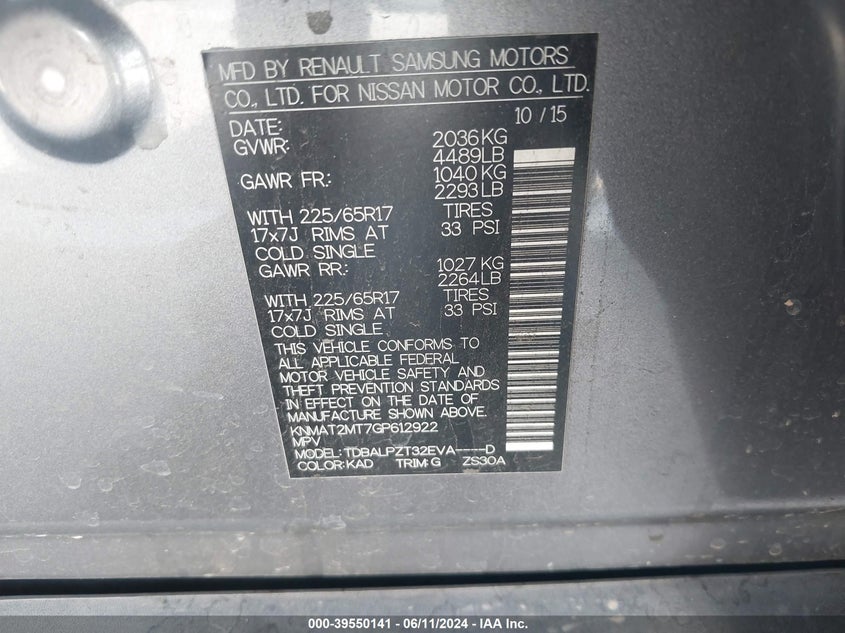 MFD BY RENAULT SAMSUNG MOTORS
CO., LTD. FOR NISSAN MOTOR CO., LTD.
DATE: 10 / 15
GVWR: 2036KG
4489LB
GAWR FR: 1040KG
2293LB
WITH 225/65R17 TIRES
17x7J RIMS AT 33 PSI
COLD SINGLE
GAWR RR: 1027KG
2264LB
WITH 225/65R17 TIRES
17x7J RIMS AT 33 PSI
COLD SINGLE
THIS VEHICLE CONFORMS TO
ALL APPLICABLE FEDERAL
MOTOR VEHICLE SAFETY AND
THEFT PREVENTION STANDARDS
IN EFFECT ON THE DATE OF
MANUFACTURE SHOWN ABOVE.
KNMAT2MT7GP612922
MPV
MODEL: TDBALPZT32EVA-----D
COLOR: KAD TRIM: G ZS30A
000-39550141 - 06/11/2024 - IAA Inc.